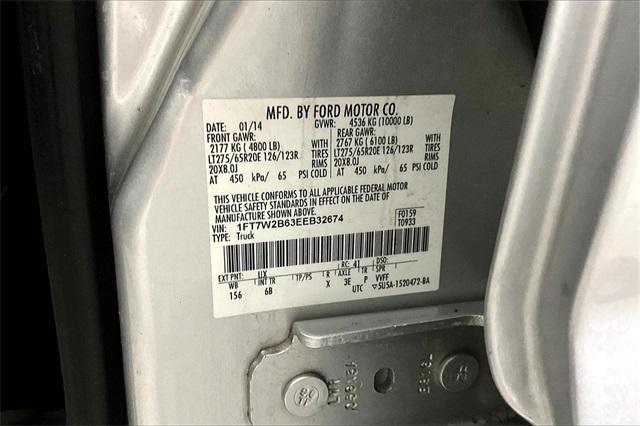 MFD. BY FORD MOTOR CO.
DATE: 01/14 GVWR: 4536 KG (10000 LB)
FRONT GAWR: REAR GAWR:
2177 KG ( 4800 LB) WITH 2767 KG ( 6100 LB) WITH
LT275/65R20E 126/123R TIRES LT275/65R20E 126/123R TIRES
20X8.0J RIMS 20X8.0J RIMS
AT 450 kPa/ 65 PSI COLD AT 450 kPa/ 65 PSI COLD
THIS VEHICLE CONFORMS TO ALL APPLICABLE FEDERAL MOTOR
VEHICLE SAFETY STANDARDS IN EFFECT ON THE DATE OF
MANUFACTURE SHOWN ABOVE.
VIN: 1FT7W2B63EEB32674 F0159
TYPE: Truck T0933
EXT PNT: UX RC: 41 DSO:
WB INT TR TP/PS R AXLE TR SPR
156 6B X 3E P VVFF
UTC ▽5U5A-1520472-BA